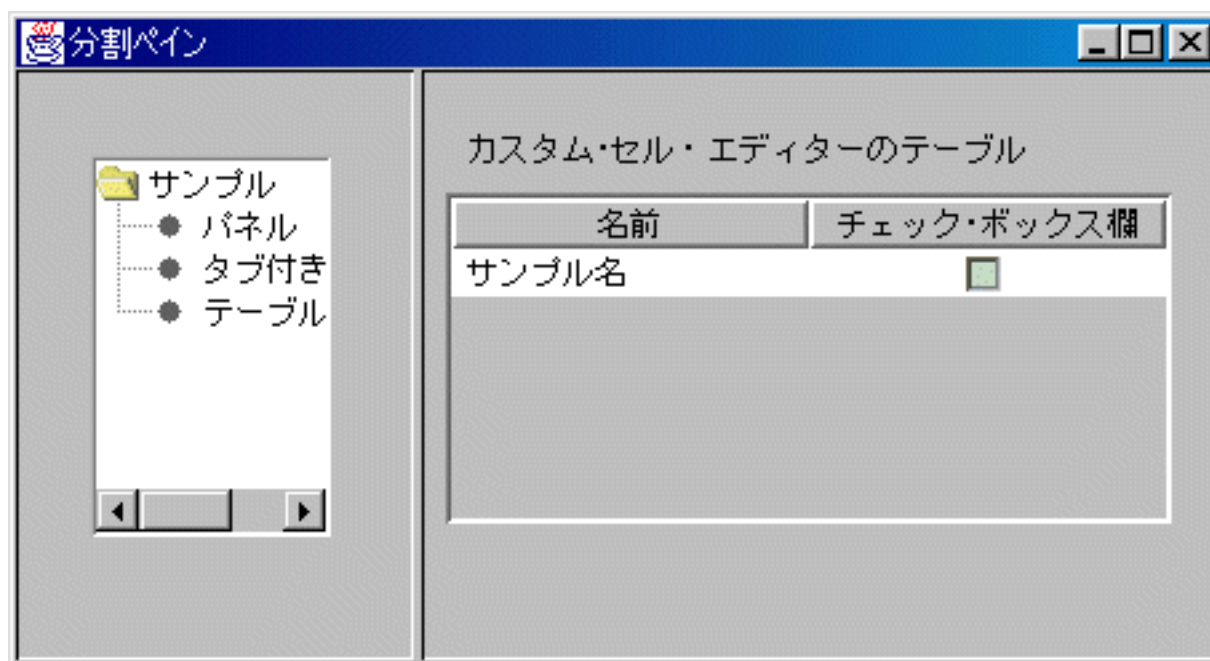 分割ペイン
サンプル
パネル
タブ付き
テーブル
カスタム・セル・エディターのテーブル
名前 チェック・ボックス欄
サンプル名